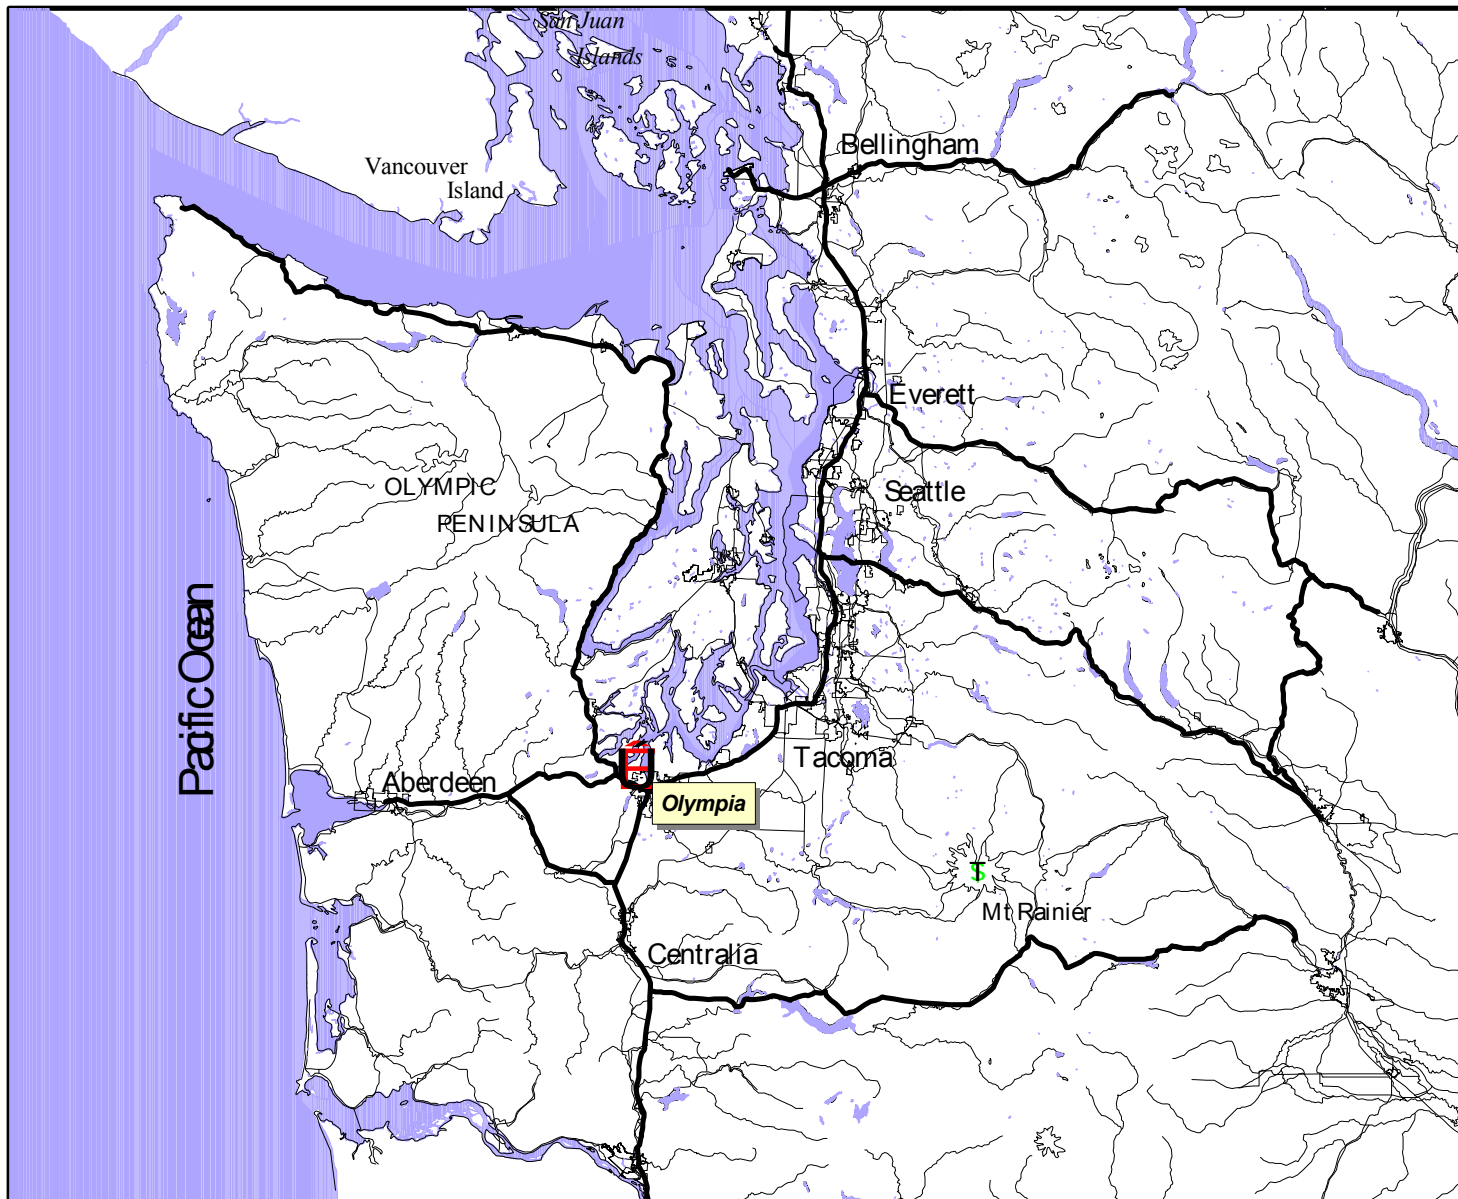 San Juan
Islands
Bellingham
Vancouver
Island
Everett
OLYMPIC
Seattle
PENINSULA
Pacific Ocean
Tacoma
Aberdeen
Olympia
Mt Rainier
Centralia